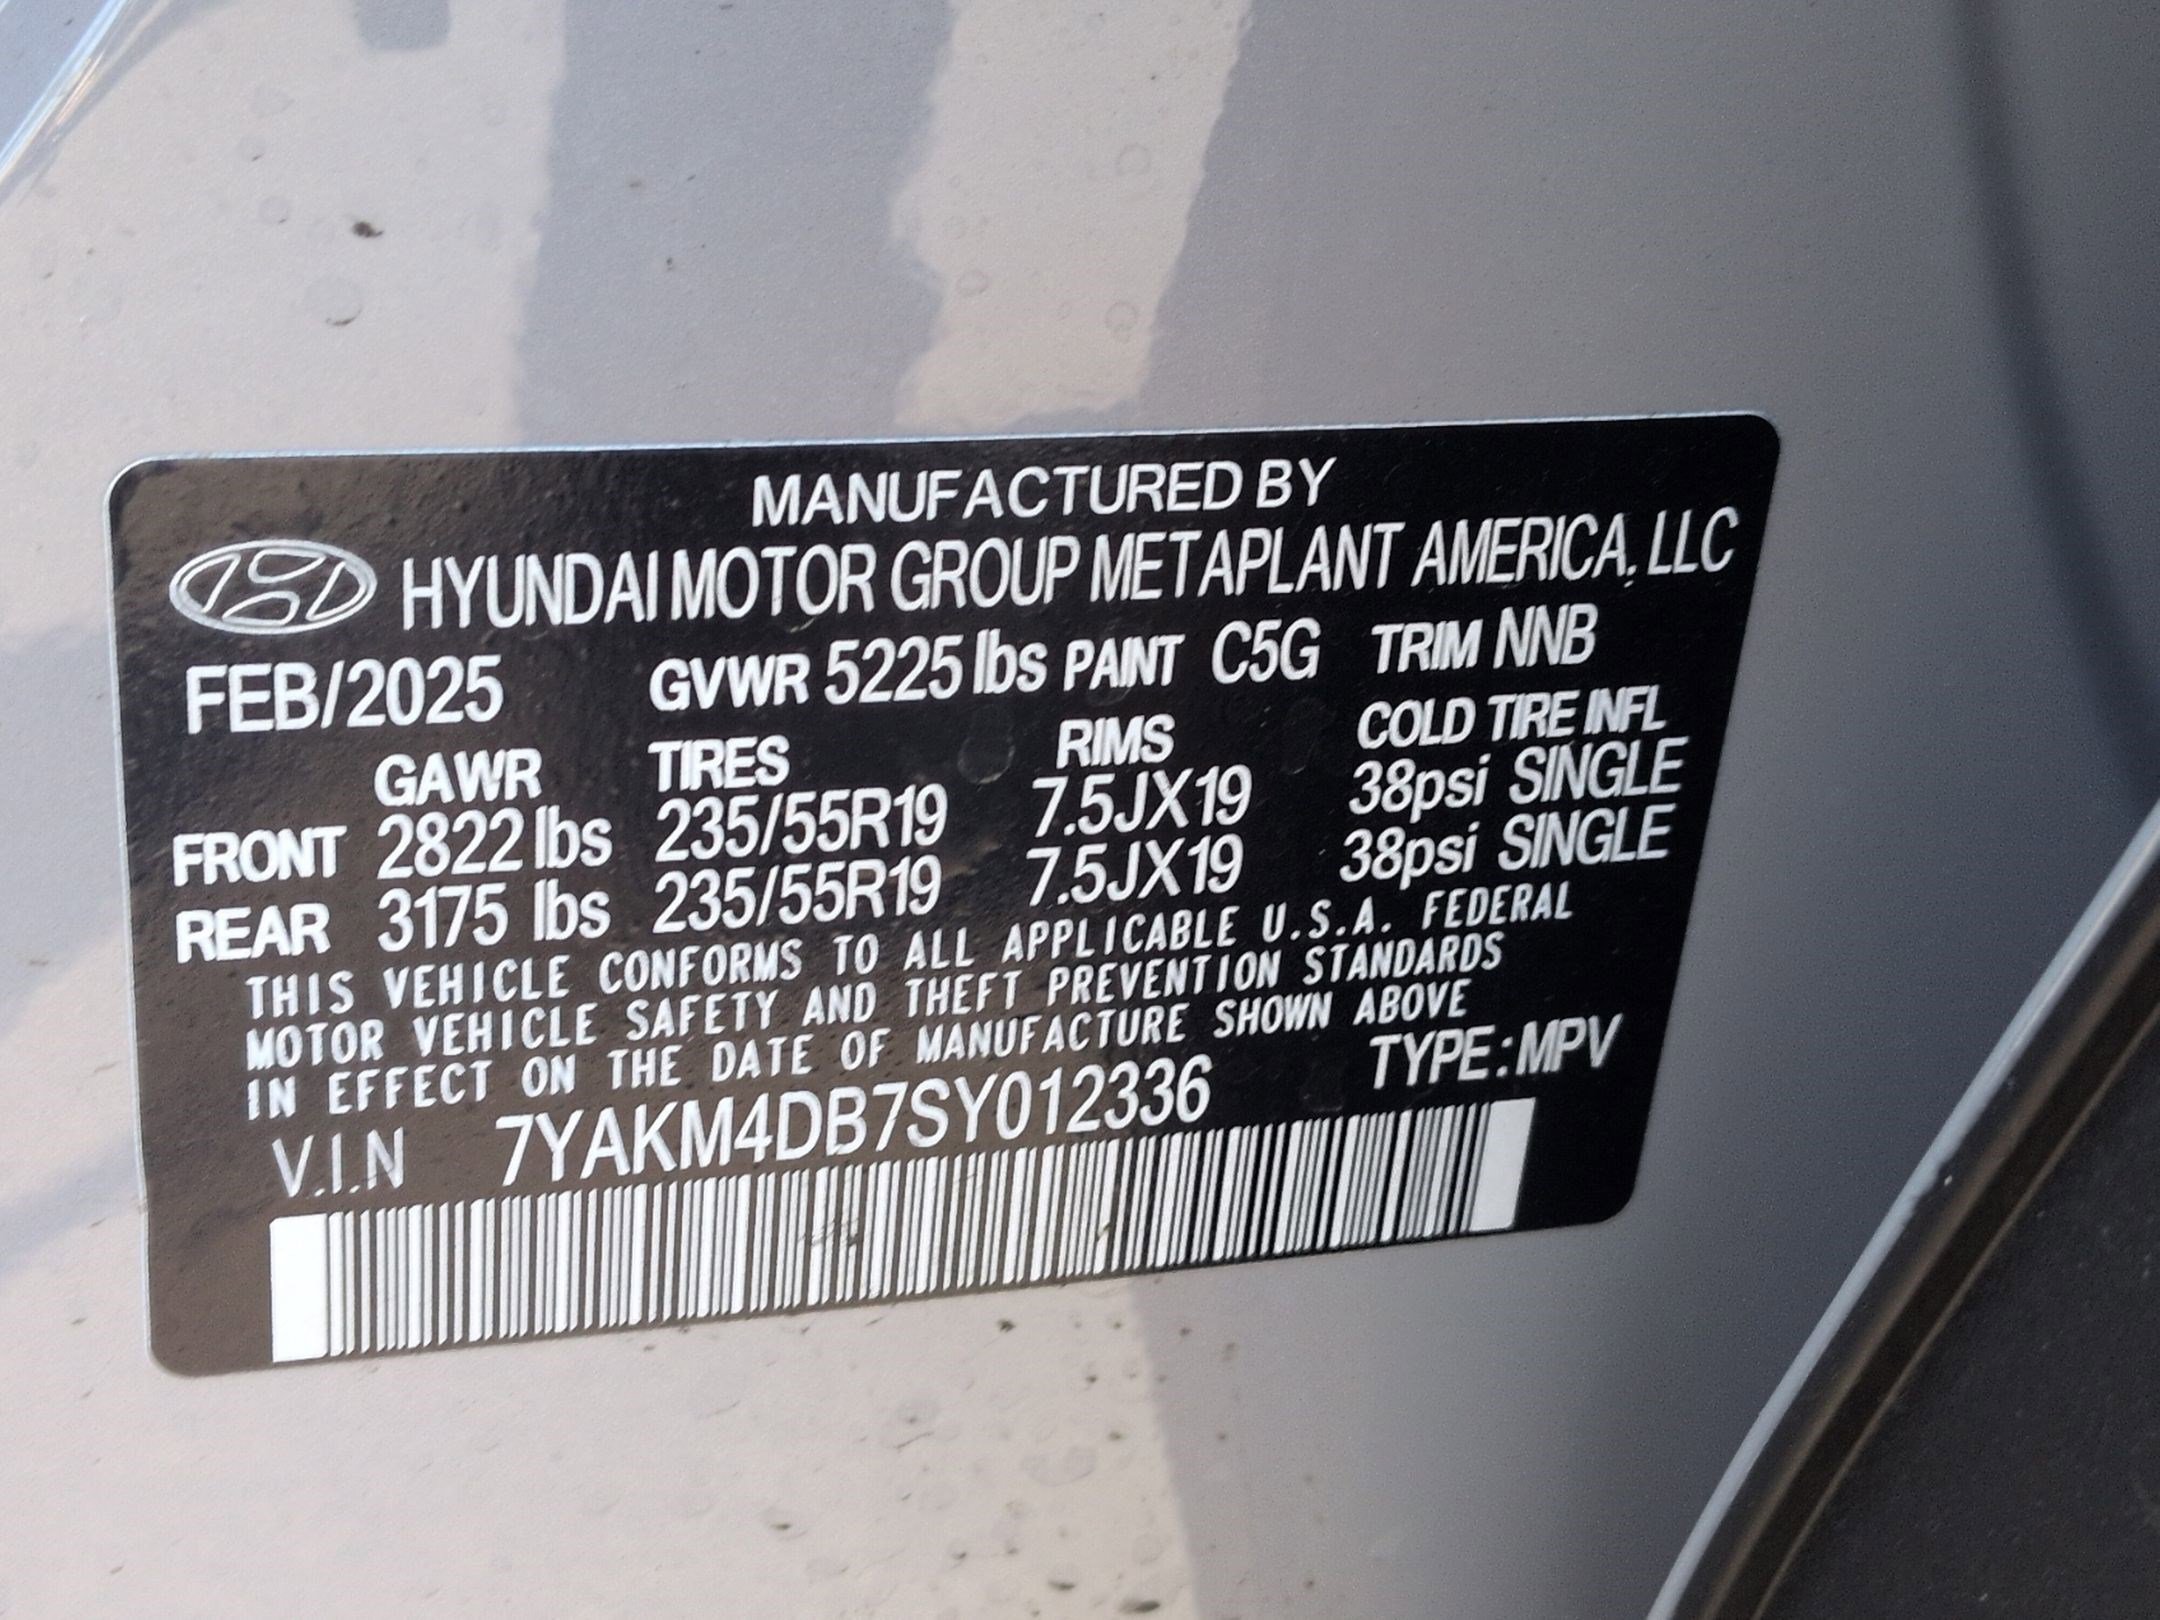 MANUFACTURED BY
HYUNDAI MOTOR GROUP METAPLANT AMERICA, LLC
FEB/2025 GVWR 5225 lbs PAINT C5G TRIM NNB
GAWR TIRES RIMS COLD TIRE INFL
FRONT 2822 lbs 235/55R19 7.5JX19 38psi SINGLE
REAR 3175 lbs 235/55R19 7.5JX19 38psi SINGLE
THIS VEHICLE CONFORMS TO ALL APPLICABLE U.S.A. FEDERAL
MOTOR VEHICLE SAFETY AND THEFT PREVENTION STANDARDS
IN EFFECT ON THE DATE OF MANUFACTURE SHOWN ABOVE
V.I.N 7YAKM4DB7SY012336 TYPE:MPV